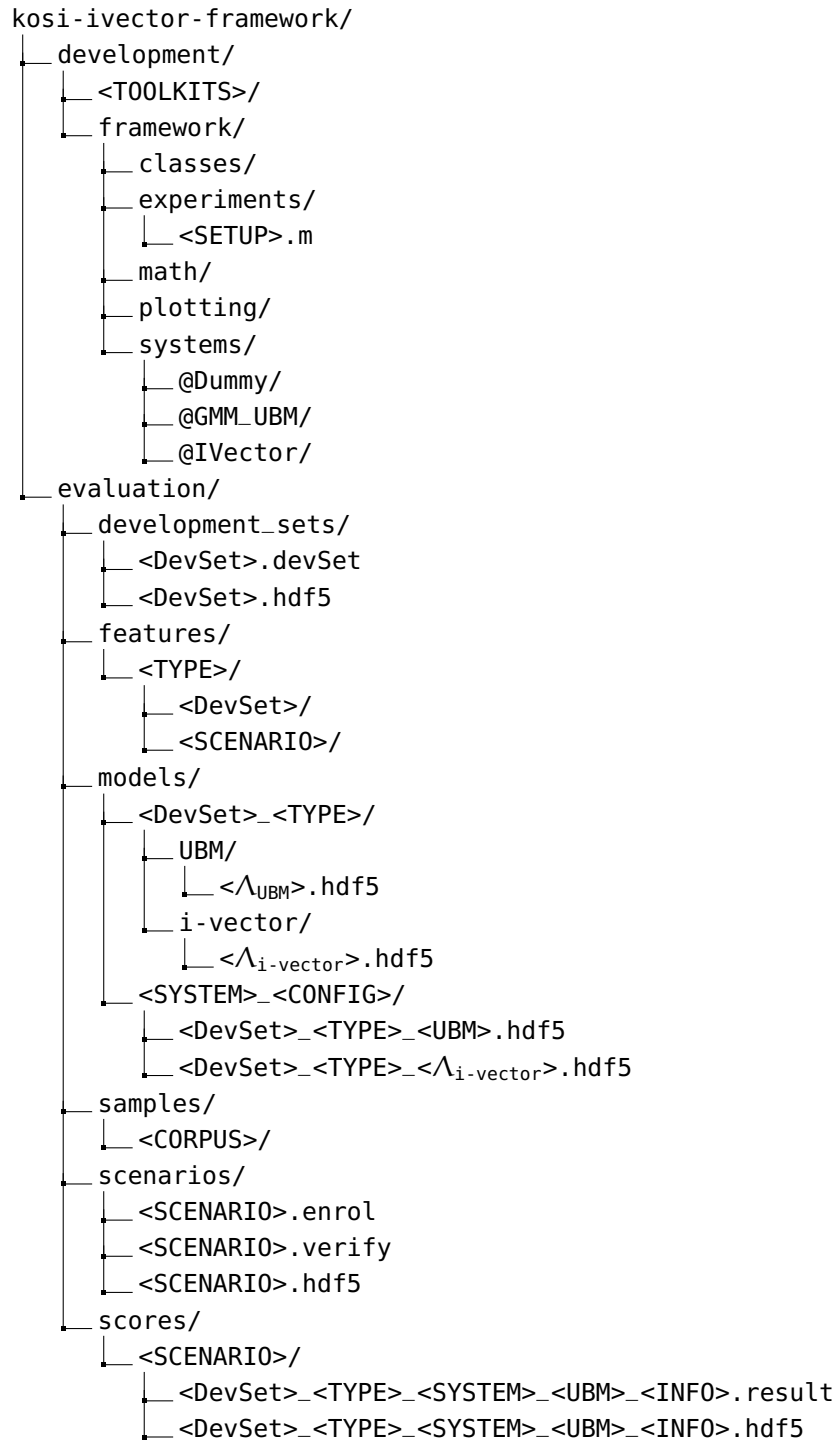 kosi-ivector-framework/
development/
<TOOLKITS>/
framework/
classes/
experiments/
<SETUP>.m
math/
plotting/
systems/
@Dummy/
@GMM_UBM/
@IVector/
evaluation/
development_sets/
<DevSet>.devSet
<DevSet>.hdf5
features/
<TYPE>/
<DevSet>/
<SCENARIO>/
models/
<DevSet>_<TYPE>/
UBM/
<Λ_UBM>.hdf5
i-vector/
<Λ_i-vector>.hdf5
<SYSTEM>_<CONFIG>/
<DevSet>_<TYPE>_<UBM>.hdf5
<DevSet>_<TYPE>_<Λ_i-vector>.hdf5
samples/
<CORPUS>/
scenarios/
<SCENARIO>.enrol
<SCENARIO>.verify
<SCENARIO>.hdf5
scores/
<SCENARIO>/
<DevSet>_<TYPE>_<SYSTEM>_<UBM>_<INFO>.result
<DevSet>_<TYPE>_<SYSTEM>_<UBM>_<INFO>.hdf5